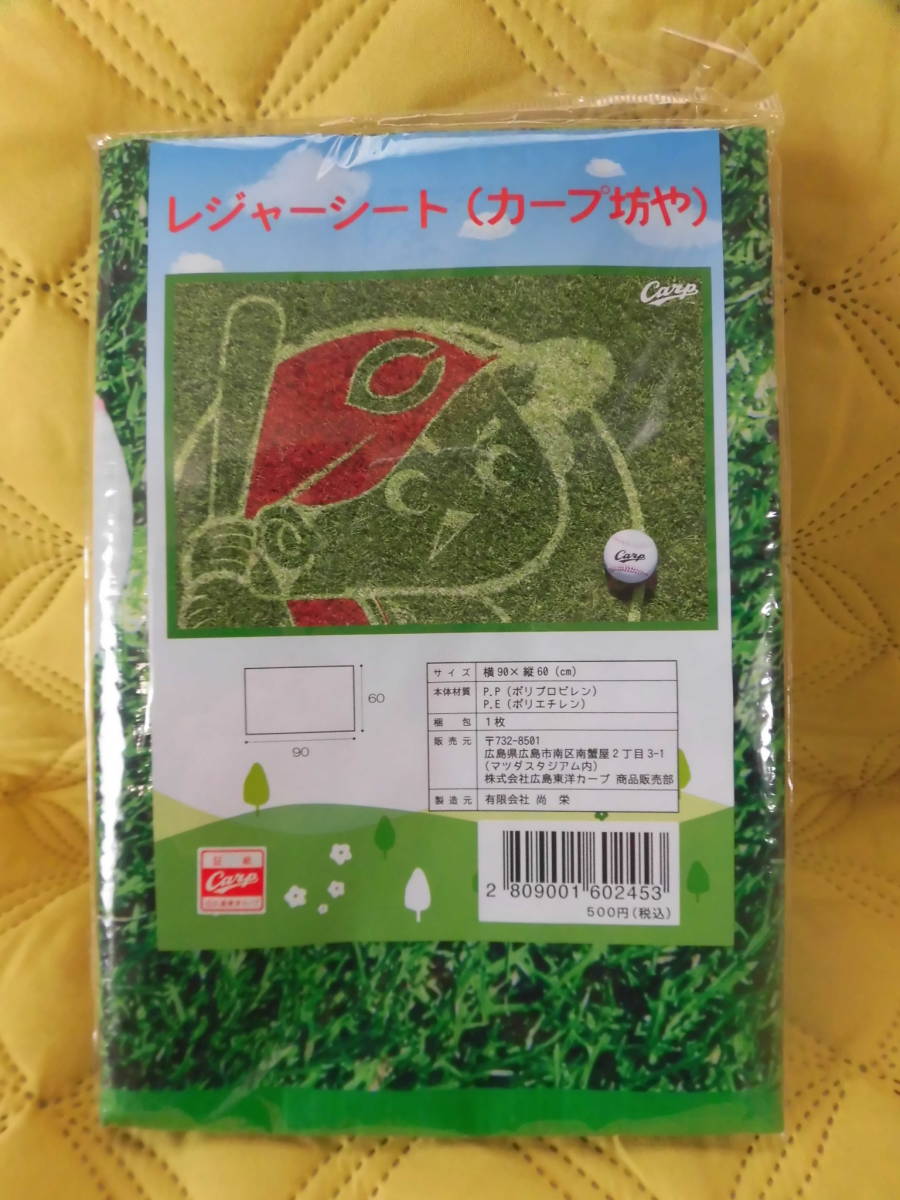 レジャーシート(カープ坊や)
Carp
C
Carp
60
90
サイズ 横90×縦60(cm)
本体材質 P.P(ポリプロピレン)
P.E(ポリエチレン)
梱包 1枚
販売元 〒732-8501
広島県広島市南区南蟹屋2丁目3-1
(マツダスタジアム内)
株式会社広島東洋カープ 商品販売部
製造元 有限会社 尚 栄
証紙
Carp
2 809001 602453
500円(税込)